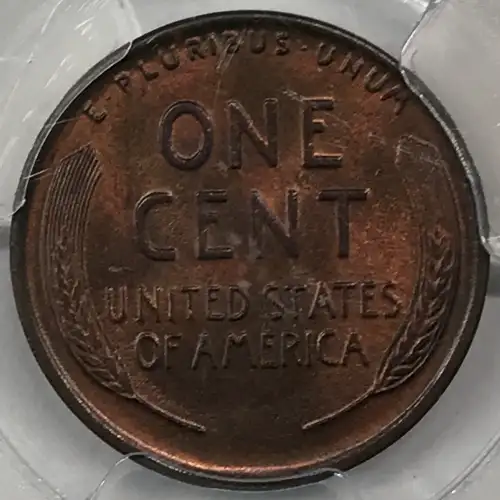 E·PLURIBUS·UNUM
ONE
CENT
UNITED STATES
OF AMERICA